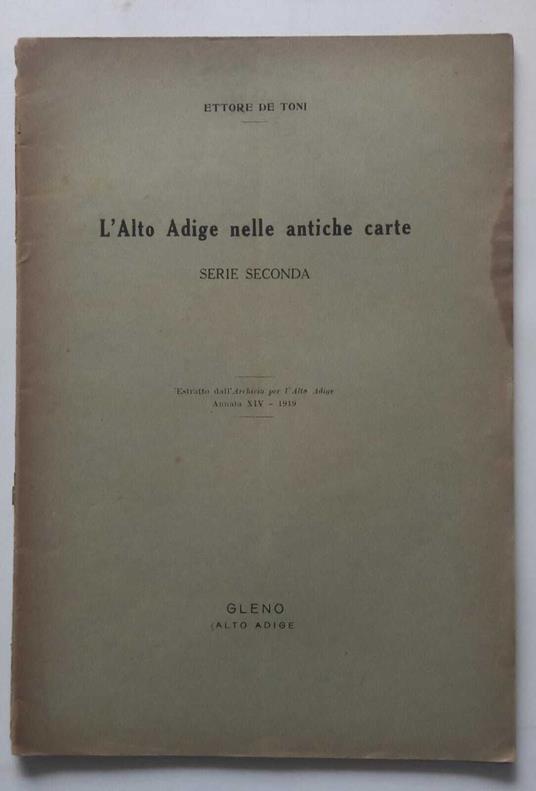 ETTORE DE TONI
L'Alto Adige nelle antiche carte
SERIE SECONDA
Estratto dall'Archivio per l'Alto Adige
Annata XIV - 1919
GLENO
(ALTO ADIGE